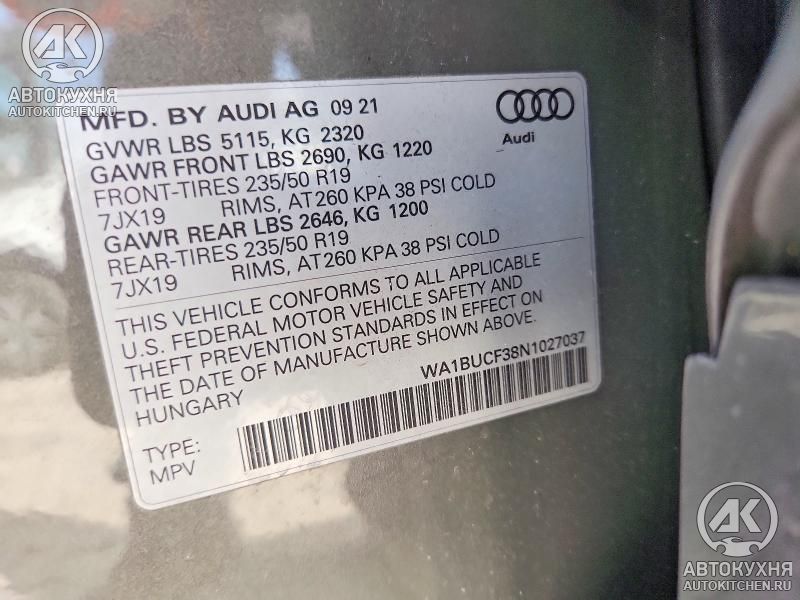 АК
АВТОКУХНЯ
AUTOKITCHEN.RU
MFD. BY AUDI AG 09 21
GVWR LBS 5115, KG 2320
GAWR FRONT LBS 2690, KG 1220
FRONT-TIRES 235/50 R19
7JX19 RIMS, AT260 KPA 38 PSI COLD
GAWR REAR LBS 2646, KG 1200
REAR-TIRES 235/50 R19
7JX19 RIMS, AT260 KPA 38 PSI COLD
Audi
THIS VEHICLE CONFORMS TO ALL APPLICABLE
U.S. FEDERAL MOTOR VEHICLE SAFETY AND
THEFT PREVENTION STANDARDS IN EFFECT ON
THE DATE OF MANUFACTURE SHOWN ABOVE.
HUNGARY
WA1BUCF38N1027037
TYPE:
MPV
АК
АВТОКУХНЯ
AUTOKITCHEN.RU